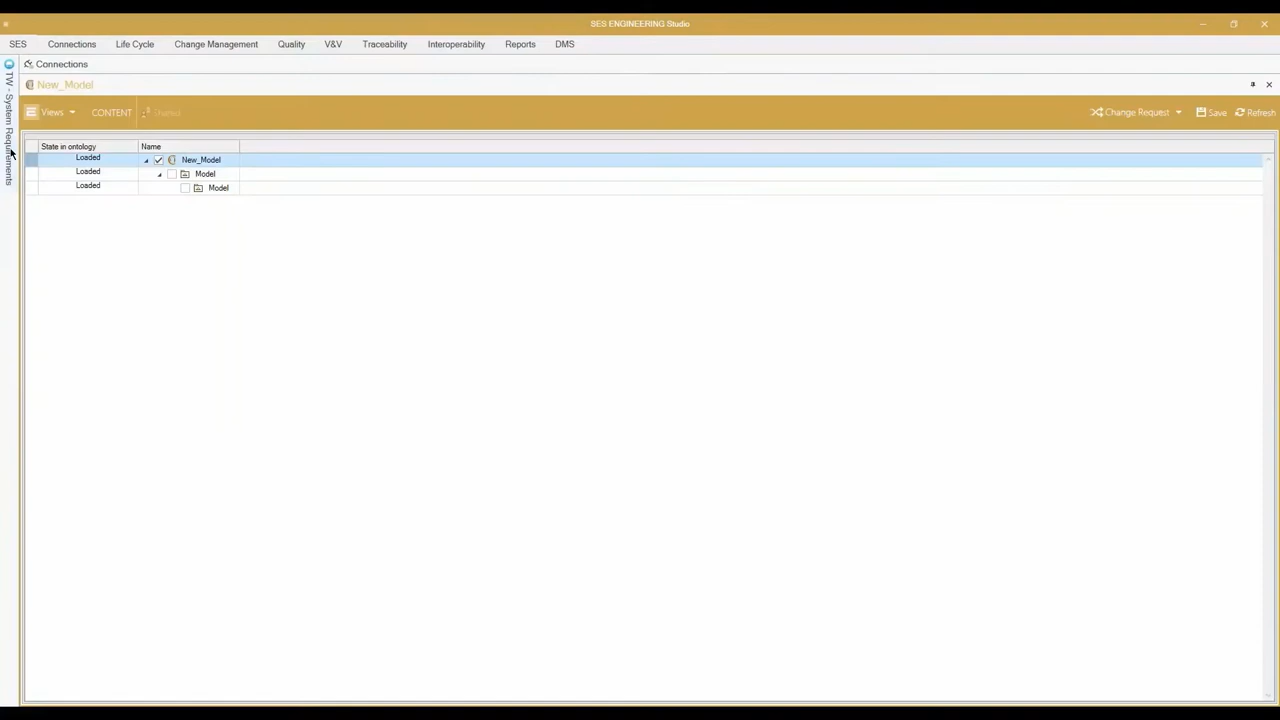 SES ENGINEERING Studio
SES Connections Life Cycle Change Management Quality V&V Traceability Interoperability Reports DMS
Connections
TW - System Requirements
New_Model
Views CONTENT Shared Change Request Save Refresh
State in ontology Name
Loaded New_Model
Loaded Model
Loaded Model